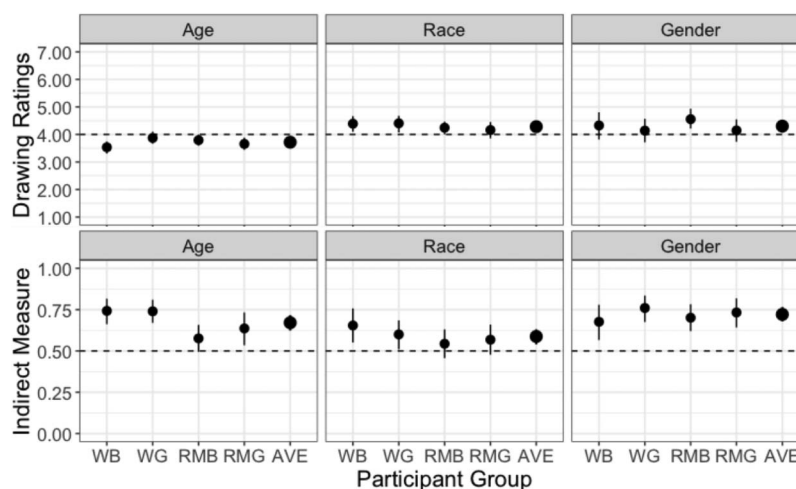 Age Race Gender
Drawing Ratings
7.00
6.00
5.00
4.00
3.00
2.00
1.00
Age Race Gender
Indirect Measure
1.00
0.75
0.50
0.25
0.00
WB WG RMB RMG AVE WB WG RMB RMG AVE WB WG RMB RMG AVE
Participant Group